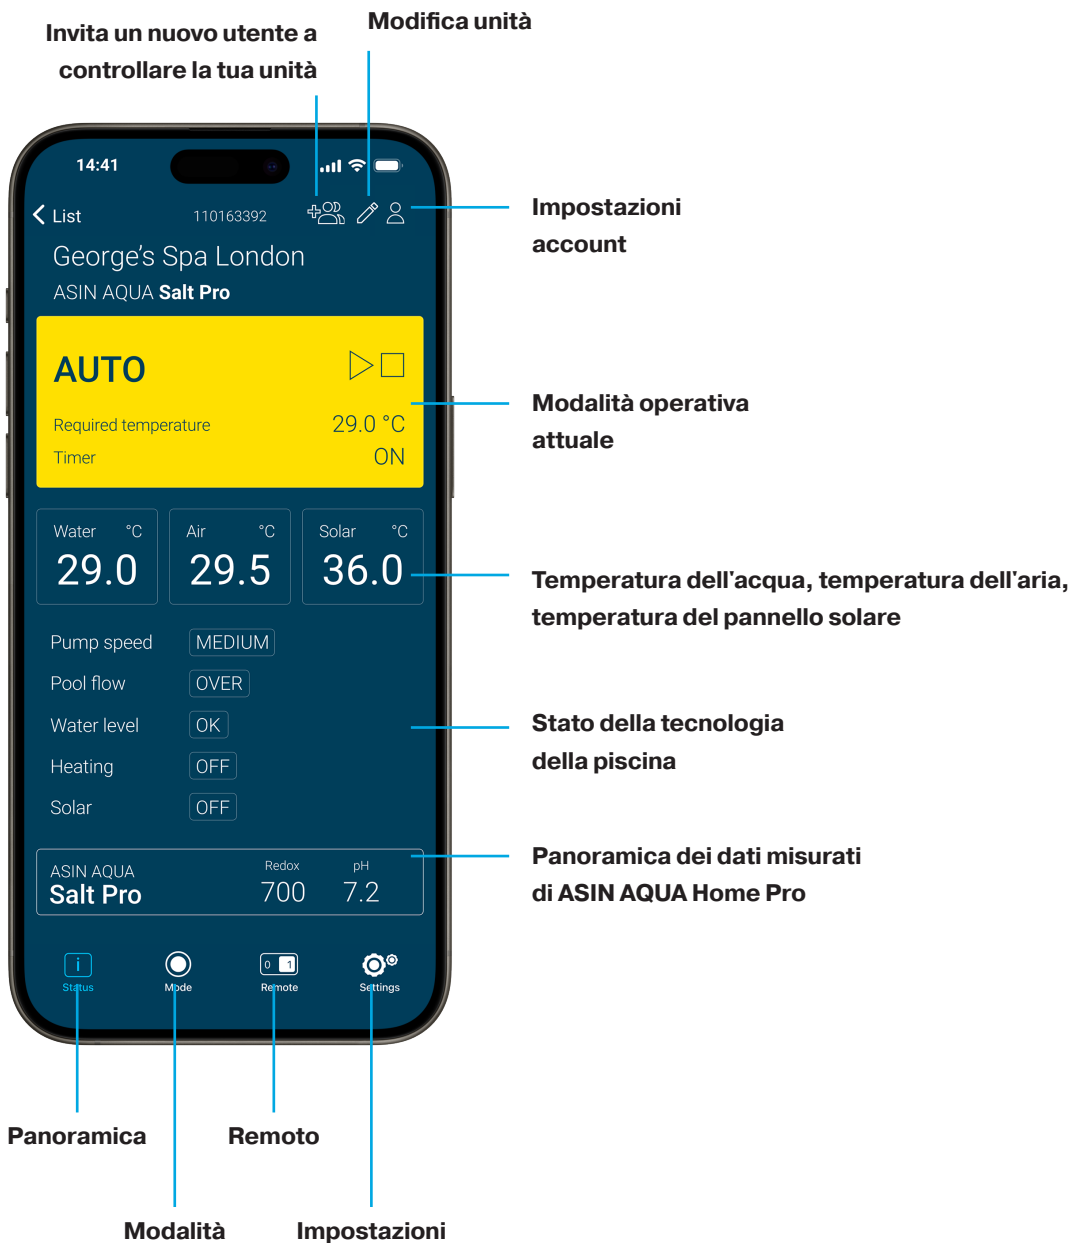 Invita un nuovo utente a
controllare la tua unità
Modifica unità
14:41
List
110163392
George’s Spa London
ASIN AQUA Salt Pro
Impostazioni
account
AUTO
Required temperature 29.0 °C
Timer ON
Modalità operativa
attuale
Water °C
29.0
Air °C
29.5
Solar °C
36.0
Temperatura dell'acqua, temperatura dell'aria,
temperatura del pannello solare
Pump speed MEDIUM
Pool flow OVER
Water level OK
Heating OFF
Solar OFF
Stato della tecnologia
della piscina
ASIN AQUA
Salt Pro
Redox
700
pH
7.2
Panoramica dei dati misurati
di ASIN AQUA Home Pro
i
Status
Mode
0 1
Remote
Settings
Panoramica
Remoto
Modalità
Impostazioni